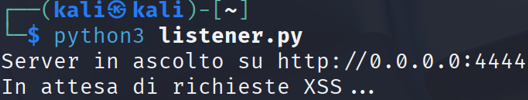 ┌──(kali㉿kali)-[~]
└─$ python3 listener.py
Server in ascolto su http://0.0.0.0:4444
In attesa di richieste XSS...